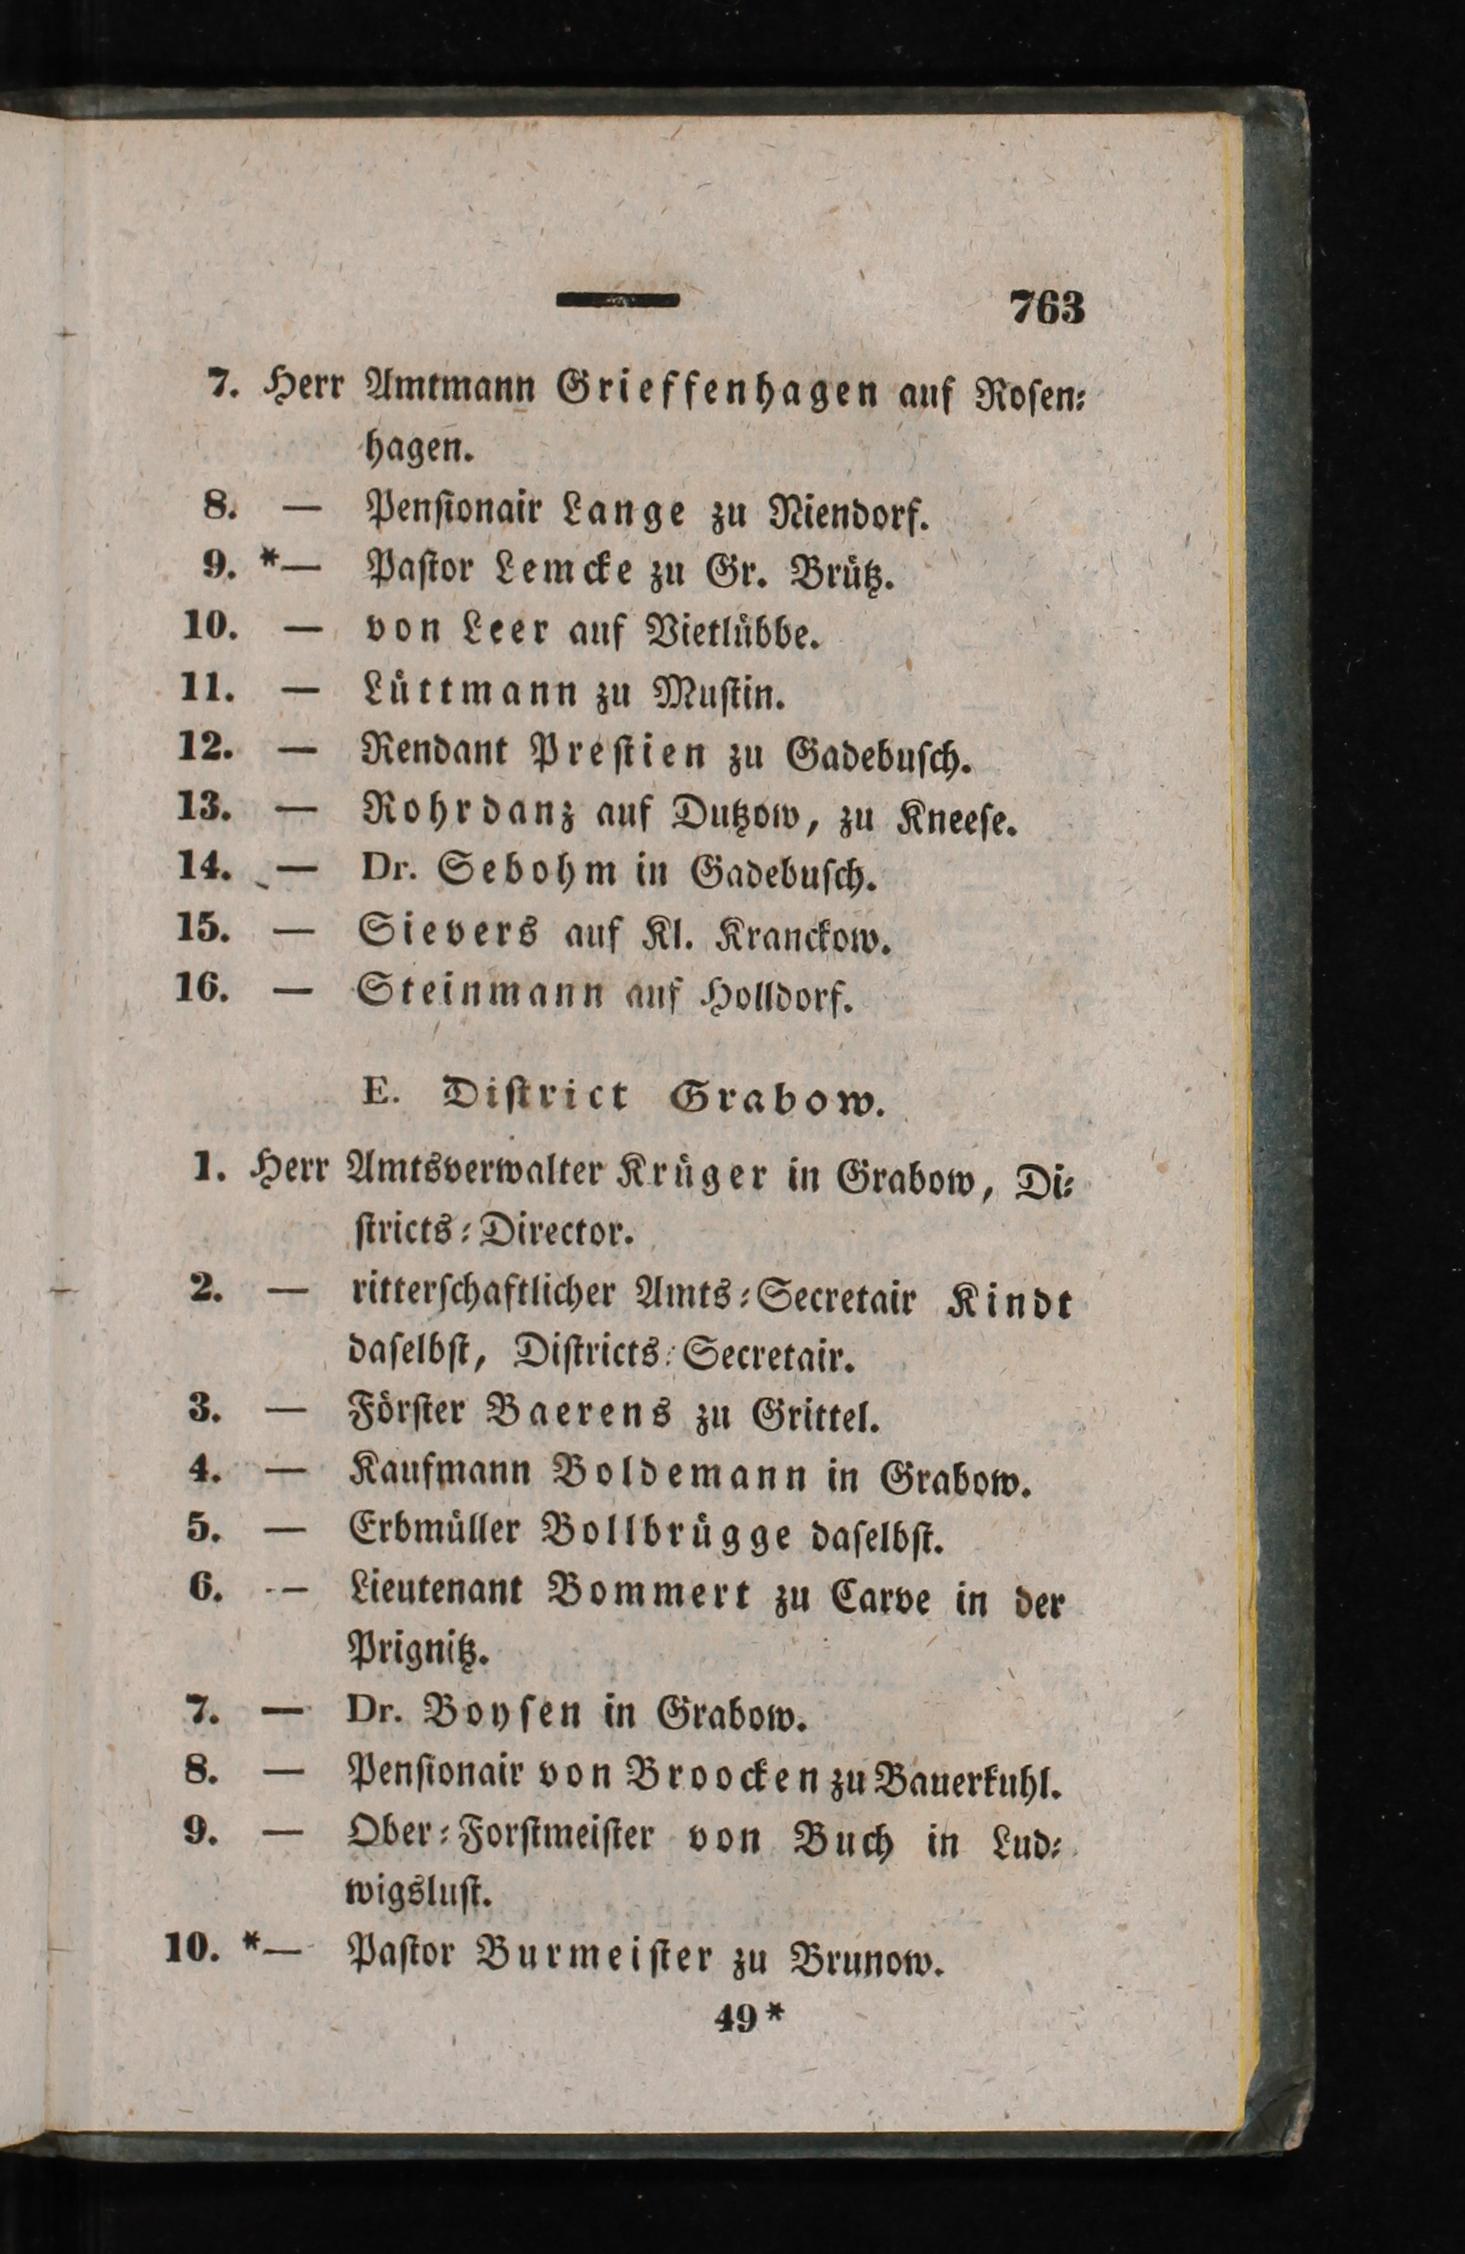 763
7. Herr Amtmann Grieffenhagen auf Roſen⸗
hagen.
8. — Penſionair Lange zu Niendorf.
9. *— Paſtor Lemcke zu Gr. Brütz.
10. — von Leer auf Vietlübbe.
11. — Lüttmann zu Muſtin.
12. — Rendant Preſtien zu Gadebuſch.
13. — Rohrdanz auf Dutzow, zu Kneeſe.
14. — Dr. Sebohm in Gadebuſch.
15. — Sievers auf Kl. Kranckow.
16. — Steinmann auf Holldorf.
E. Diſtrict Grabow.
1. Herr Amtsverwalter Krüger in Grabow, Di⸗
ſtricts⸗Director.
2. — ritterſchaftlicher Amts⸗Secretair Kindt
daſelbſt, Diſtricts⸗Secretair.
3. — Förſter Baerens zu Grittel.
4. — Kaufmann Boldemann in Grabow.
5. — Erbmüller Bollbrügge daſelbſt.
6. — Lieutenant Bommert zu Carve in der
Prignitz.
7. — Dr. Boyſen in Grabow.
8. — Penſionair von Broocken zu Bauerkuhl.
9. — Ober⸗Forſtmeiſter von Buch in Lud⸗
wigsluſt.
10. *— Paſtor Burmeiſter zu Brunow.
49*